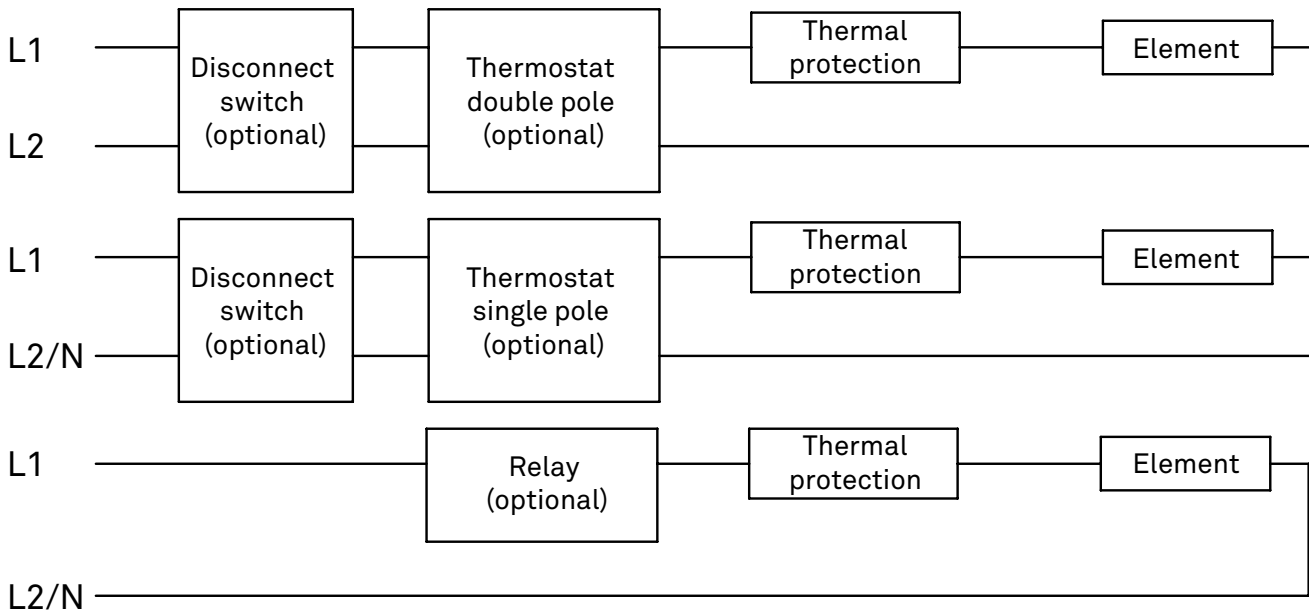 L1
Disconnect
switch
(optional)
Thermostat
double pole
(optional)
Thermal
protection
Element
L2
L1
Disconnect
switch
(optional)
Thermostat
single pole
(optional)
Thermal
protection
Element
L2/N
L1
Relay
(optional)
Thermal
protection
Element
L2/N